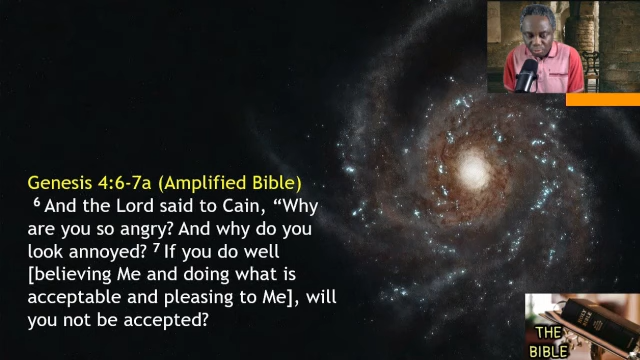 Genesis 4:6-7a (Amplified Bible)
6 And the Lord said to Cain, “Why
are you so angry? And why do you
look annoyed? 7 If you do well
[believing Me and doing what is
acceptable and pleasing to Me], will
you not be accepted?
HOLY BIBLE
THE
BIBLE